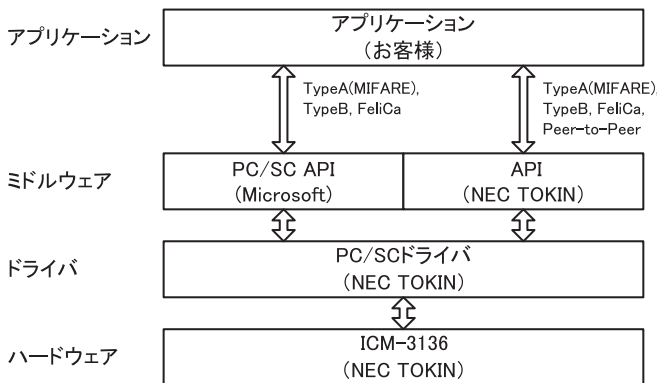 アプリケーション
アプリケーション
(お客様)
TypeA(MIFARE),
TypeB, FeliCa
TypeA(MIFARE),
TypeB, FeliCa,
Peer-to-Peer
ミドルウェア
PC/SC API
(Microsoft)
API
(NEC TOKIN)
ドライバ
PC/SCドライバ
(NEC TOKIN)
ハードウェア
ICM-3136
(NEC TOKIN)